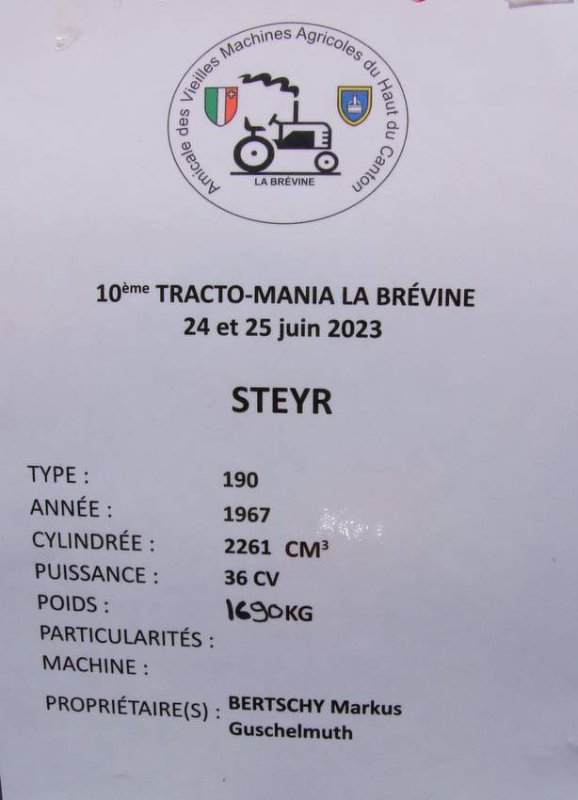 Amicale des Vieilles Machines Agricoles du Haut du Canton
LA BRÉVINE
10ème TRACTO-MANIA LA BRÉVINE
24 et 25 juin 2023
STEYR
TYPE : 190
ANNÉE : 1967
CYLINDRÉE : 2261 CM³
PUISSANCE : 36 CV
POIDS : 1690KG
PARTICULARITÉS :
MACHINE :
PROPRIÉTAIRE(S) : BERTSCHY Markus
Guschelmuth